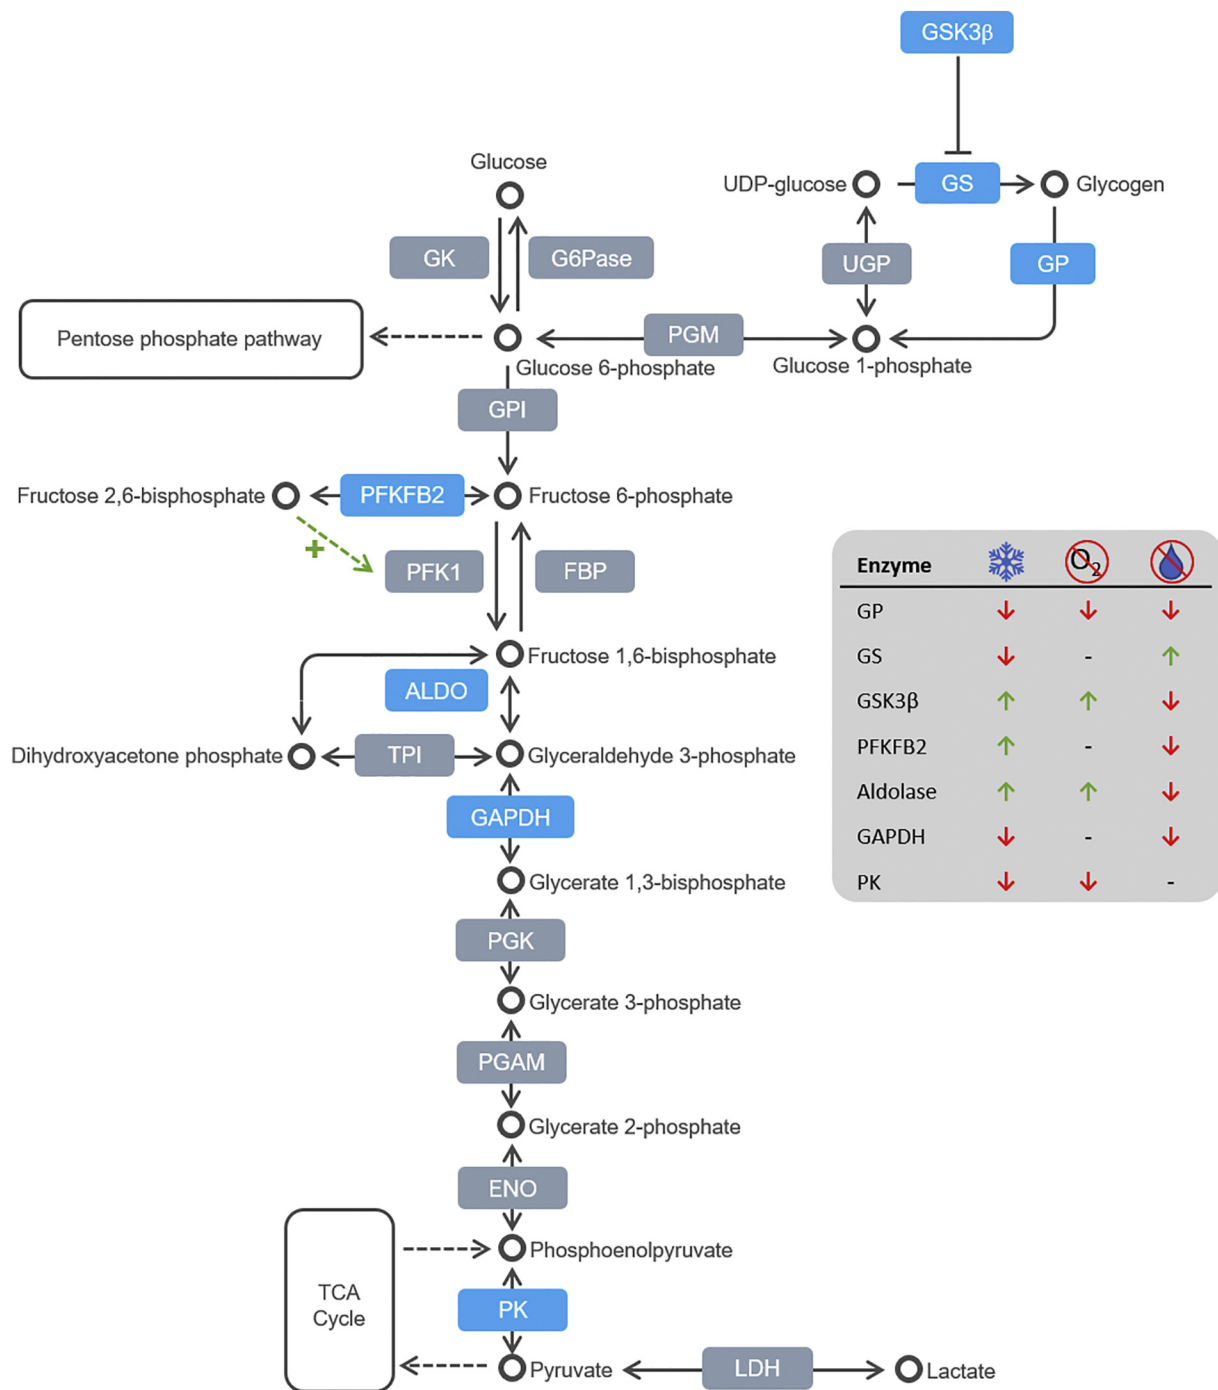 GSK3β
Glucose
UDP-glucose
GS
Glycogen
GK
G6Pase
UGP
GP
Pentose phosphate pathway
PGM
Glucose 6-phosphate
Glucose 1-phosphate
GPI
Fructose 2,6-bisphosphate
PFKFB2
Fructose 6-phosphate
+
PFK1
FBP
Fructose 1,6-bisphosphate
ALDO
Dihydroxyacetone phosphate
TPI
Glyceraldehyde 3-phosphate
GAPDH
Glycerate 1,3-bisphosphate
PGK
Glycerate 3-phosphate
PGAM
Glycerate 2-phosphate
ENO
Phosphoenolpyruvate
TCA
Cycle
PK
Pyruvate
LDH
Lactate
Enzyme O2
GP ↓ ↓ ↓
GS ↓ - ↑
GSK3β ↑ ↑ ↓
PFKFB2 ↑ - ↓
Aldolase ↑ ↑ ↓
GAPDH ↓ - ↓
PK ↓ ↓ -